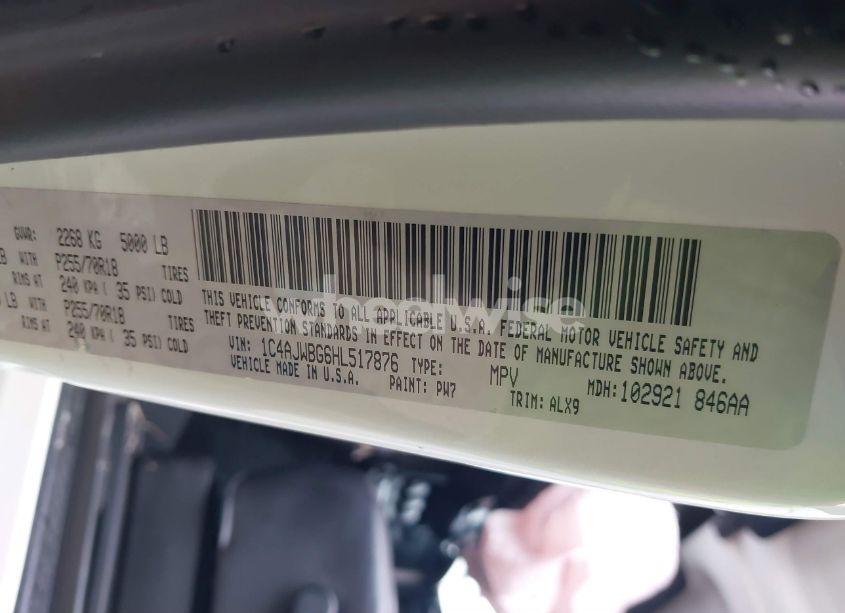 GVWR: 2268 KG 5000 LB
LB WITH P255/70R18 TIRES
RIMS AT 240 KPA ( 35 PSI) COLD
LB WITH P255/70R18 TIRES
RIMS AT 240 KPA ( 35 PSI) COLD
THIS VEHICLE CONFORMS TO ALL APPLICABLE U.S.A. FEDERAL MOTOR VEHICLE SAFETY AND
THEFT PREVENTION STANDARDS IN EFFECT ON THE DATE OF MANUFACTURE SHOWN ABOVE.
VIN: 1C4AJWBG6HL517876 TYPE: MPV MDH:102921 846AA
VEHICLE MADE IN U.S.A. PAINT: PW7 TRIM: ALX9
wheelwise